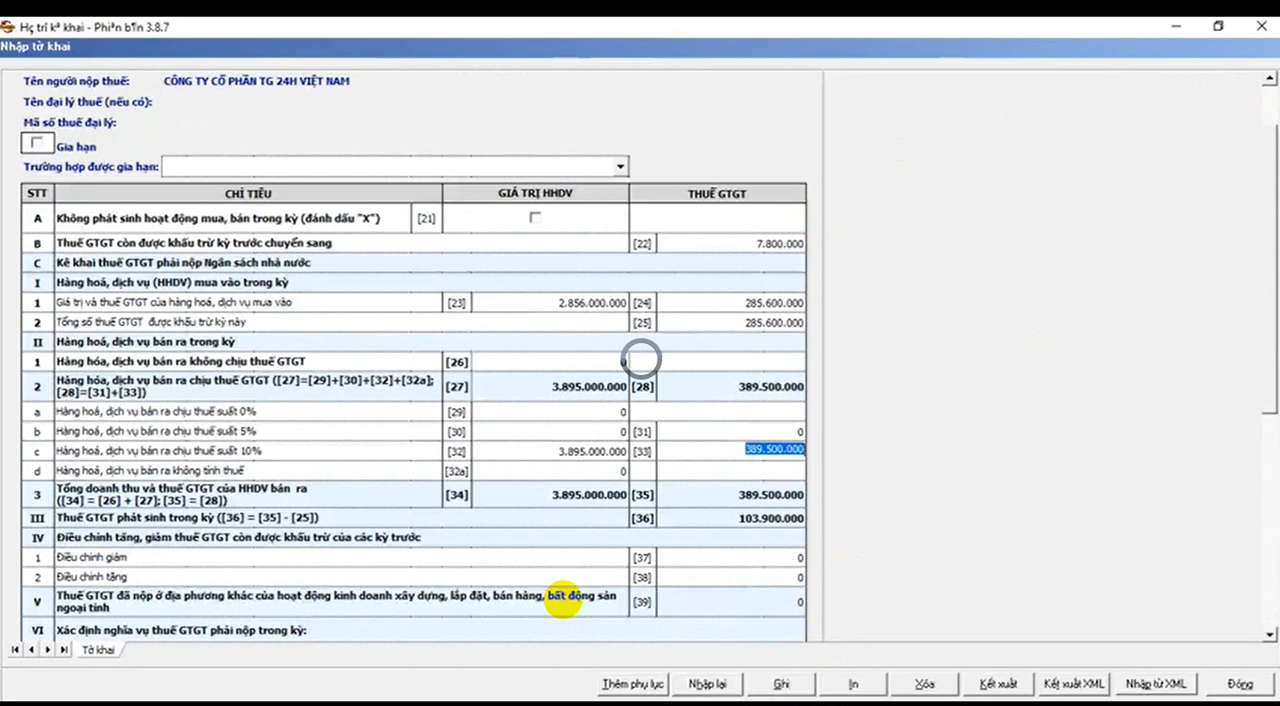 Hç trî kª khai - Phiªn b¶n 3.8.7
Nhập tờ khai
Tên người nộp thuế: CÔNG TY CỔ PHẦN TG 24H VIỆT NAM
Tên đại lý thuế (nếu có):
Mã số thuế đại lý:
Gia hạn
Trường hợp được gia hạn:
STT CHỈ TIÊU GIÁ TRỊ HHDV THUẾ GTGT
A Không phát sinh hoạt động mua, bán trong kỳ (đánh dấu "X") [21]
B Thuế GTGT còn được khấu trừ kỳ trước chuyển sang [22] 7.800.000
C Kê khai thuế GTGT phải nộp Ngân sách nhà nước
I Hàng hoá, dịch vụ (HHDV) mua vào trong kỳ
1 Giá trị và thuế GTGT của hàng hoá, dịch vụ mua vào [23] 2.856.000.000 [24] 285.600.000
2 Tổng số thuế GTGT được khấu trừ kỳ này [25] 285.600.000
II Hàng hoá, dịch vụ bán ra trong kỳ
1 Hàng hóa, dịch vụ bán ra không chịu thuế GTGT [26] 0
2 Hàng hóa, dịch vụ bán ra chịu thuế GTGT ([27]=[29]+[30]+[32]+[32a]; [27] 3.895.000.000 [28] 389.500.000
[28]=[31]+[33])
a Hàng hoá, dịch vụ bán ra chịu thuế suất 0% [29] 0
b Hàng hoá, dịch vụ bán ra chịu thuế suất 5% [30] 0 [31] 0
c Hàng hoá, dịch vụ bán ra chịu thuế suất 10% [32] 3.895.000.000 [33] 389.500.000
d Hàng hoá, dịch vụ bán ra không tính thuế [32a] 0
3 Tổng doanh thu và thuế GTGT của HHDV bán ra [34] 3.895.000.000 [35] 389.500.000
([34] = [26] + [27]; [35] = [28])
III Thuế GTGT phát sinh trong kỳ ([36] = [35] - [25]) [36] 103.900.000
IV Điều chỉnh tăng, giảm thuế GTGT còn được khấu trừ của các kỳ trước
1 Điều chỉnh giảm [37] 0
2 Điều chỉnh tăng [38] 0
V Thuế GTGT đã nộp ở địa phương khác của hoạt động kinh doanh xây dựng, lắp đặt, bán hàng, bất động sản [39] 0
ngoại tỉnh
VI Xác định nghĩa vụ thuế GTGT phải nộp trong kỳ:
Tờ khai
Thêm phụ lục Nhập lại Ghi In Xóa Kết xuất Kết xuất XML Nhập từ XML Đóng